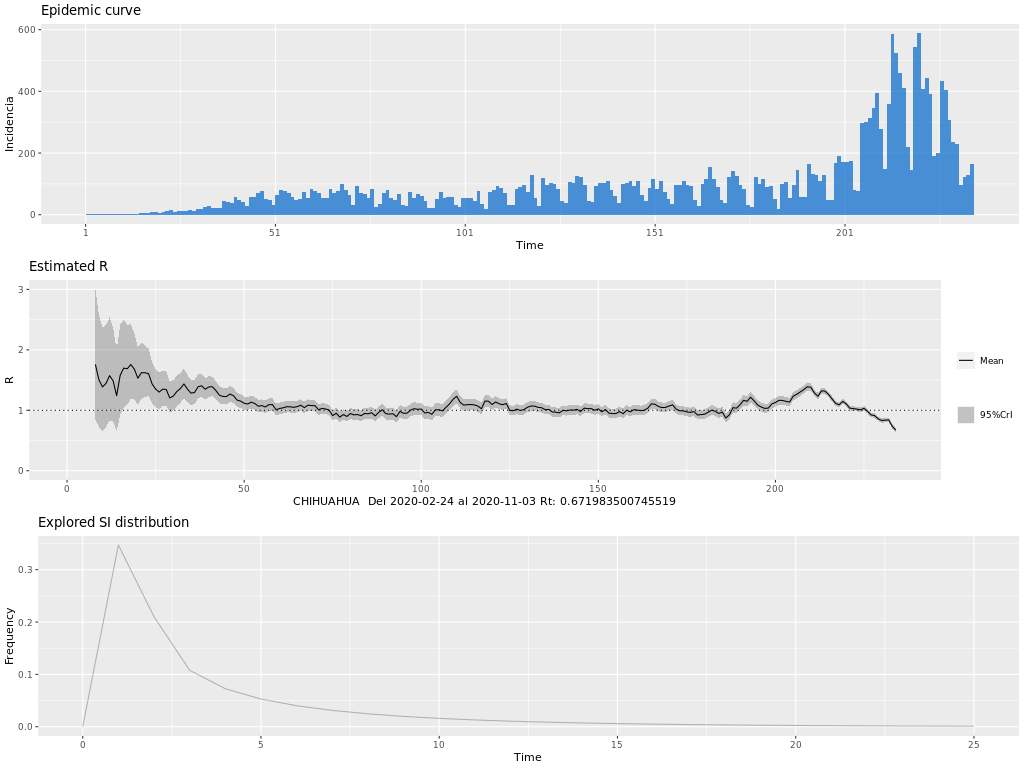 Epidemic curve
600
400
200
0
Incidencia
1
51
101
151
201
Time
Estimated R
3
2
1
0
R
0
50
100
150
200
Mean
95%CrI
CHIHUAHUA Del 2020-02-24 al 2020-11-03 Rt: 0.671983500745519
Explored SI distribution
0.3
0.2
0.1
0.0
Frequency
0
5
10
15
20
25
Time